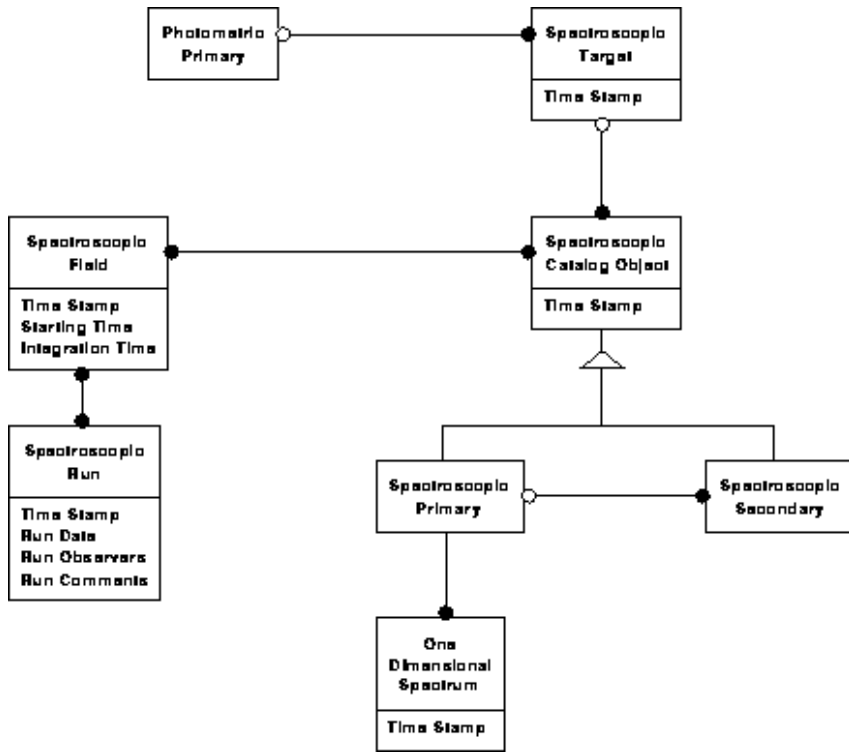 Photometric
Primary
Spectroscopic
Target
Time Stamp
Spectroscopic
Field
Time Stamp
Starting Time
Integration Time
Spectroscopic
Catalog Object
Time Stamp
Spectroscopic
Run
Time Stamp
Run Date
Run Observers
Run Comments
Spectroscopic
Primary
Spectroscopic
Secondary
One
Dimensional
Spectrum
Time Stamp